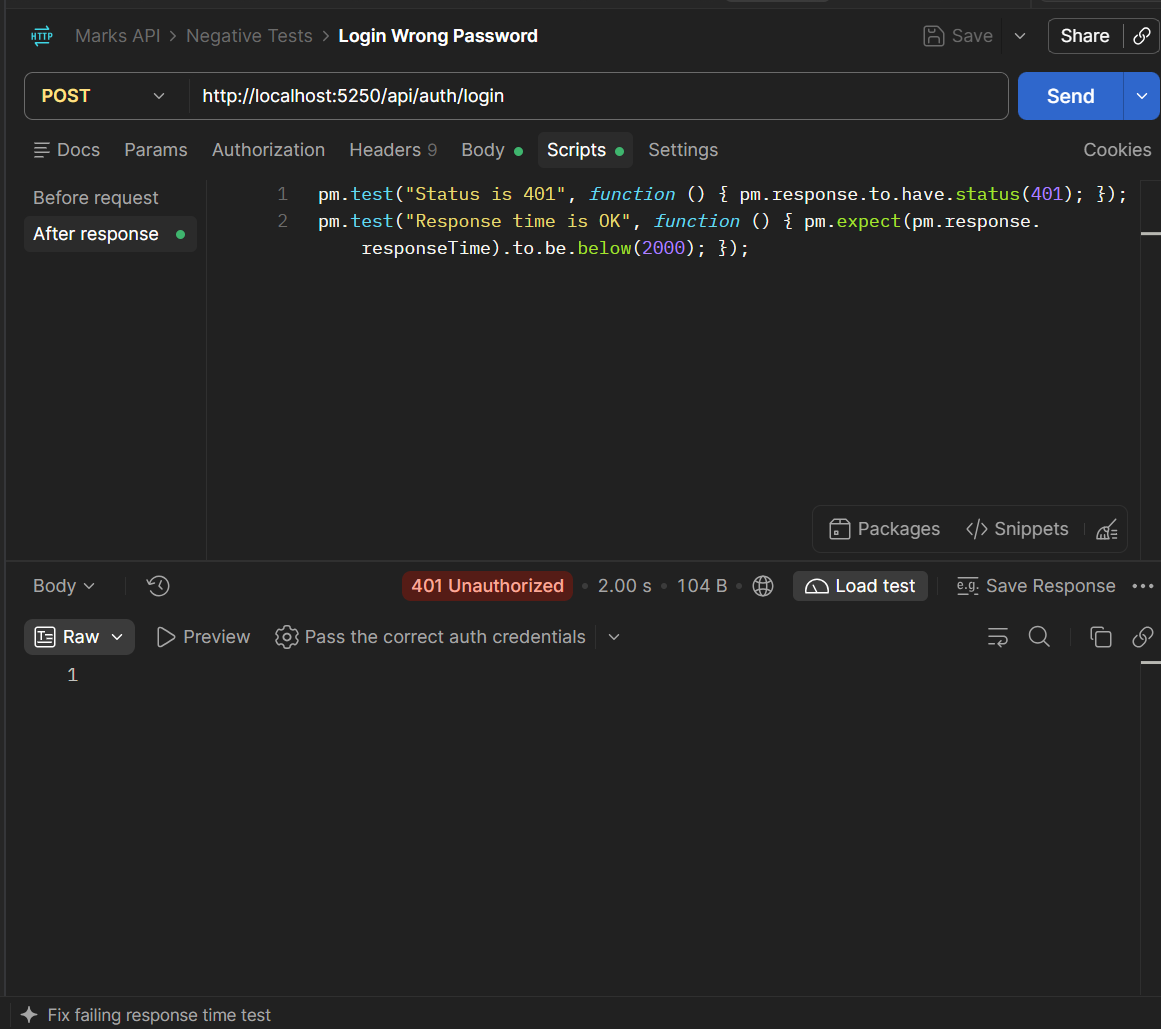 HTTP Marks API > Negative Tests > Login Wrong Password Save Share
POST http://localhost:5250/api/auth/login Send
Docs Params Authorization Headers 9 Body Scripts Settings Cookies
Before request
After response
1 pm.test("Status is 401", function () { pm.response.to.have.status(401); });
2 pm.test("Response time is OK", function () { pm.expect(pm.response.
responseTime).to.be.below(2000); });
Packages </> Snippets
Body 401 Unauthorized • 2.00 s • 104 B • Load test e.g. Save Response
Raw Preview Pass the correct auth credentials
1
Fix failing response time test